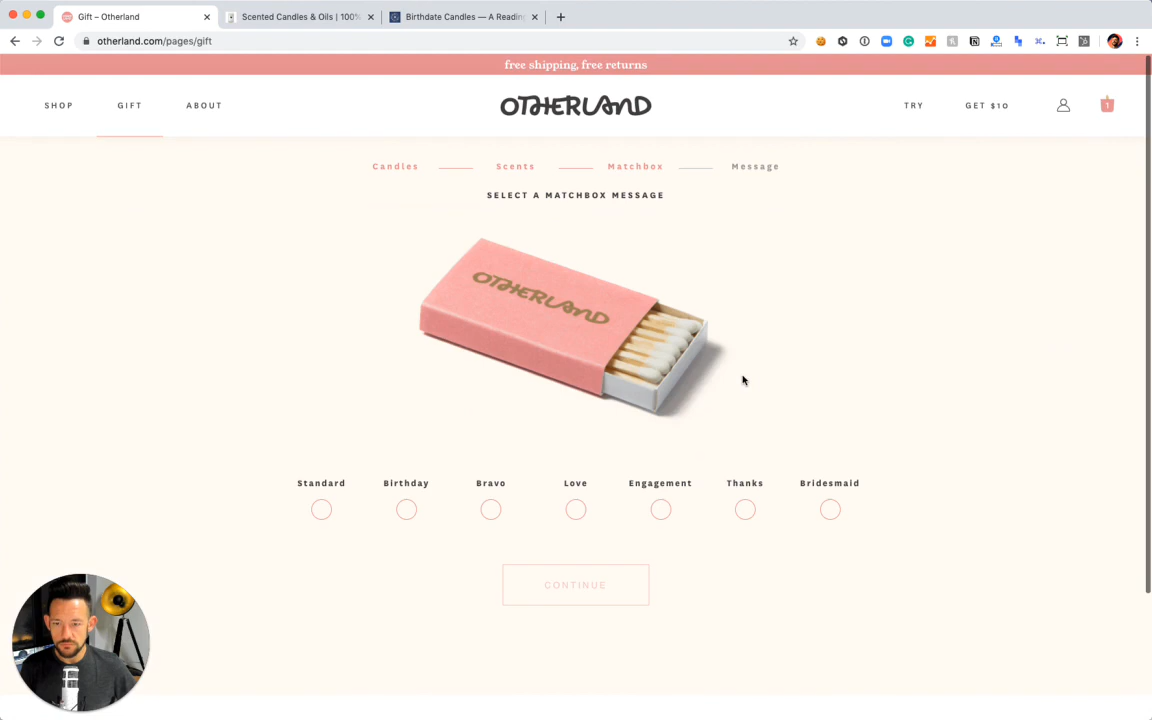 Gift – Otherland
Scented Candles & Oils | 100%
Birthdate Candles — A Reading
otherland.com/pages/gift
free shipping, free returns
SHOP GIFT ABOUT OTHERLAND TRY GET $10 1
Candles Scents Matchbox Message
SELECT A MATCHBOX MESSAGE
OTHERLAND
Standard Birthday Bravo Love Engagement Thanks Bridesmaid
CONTINUE